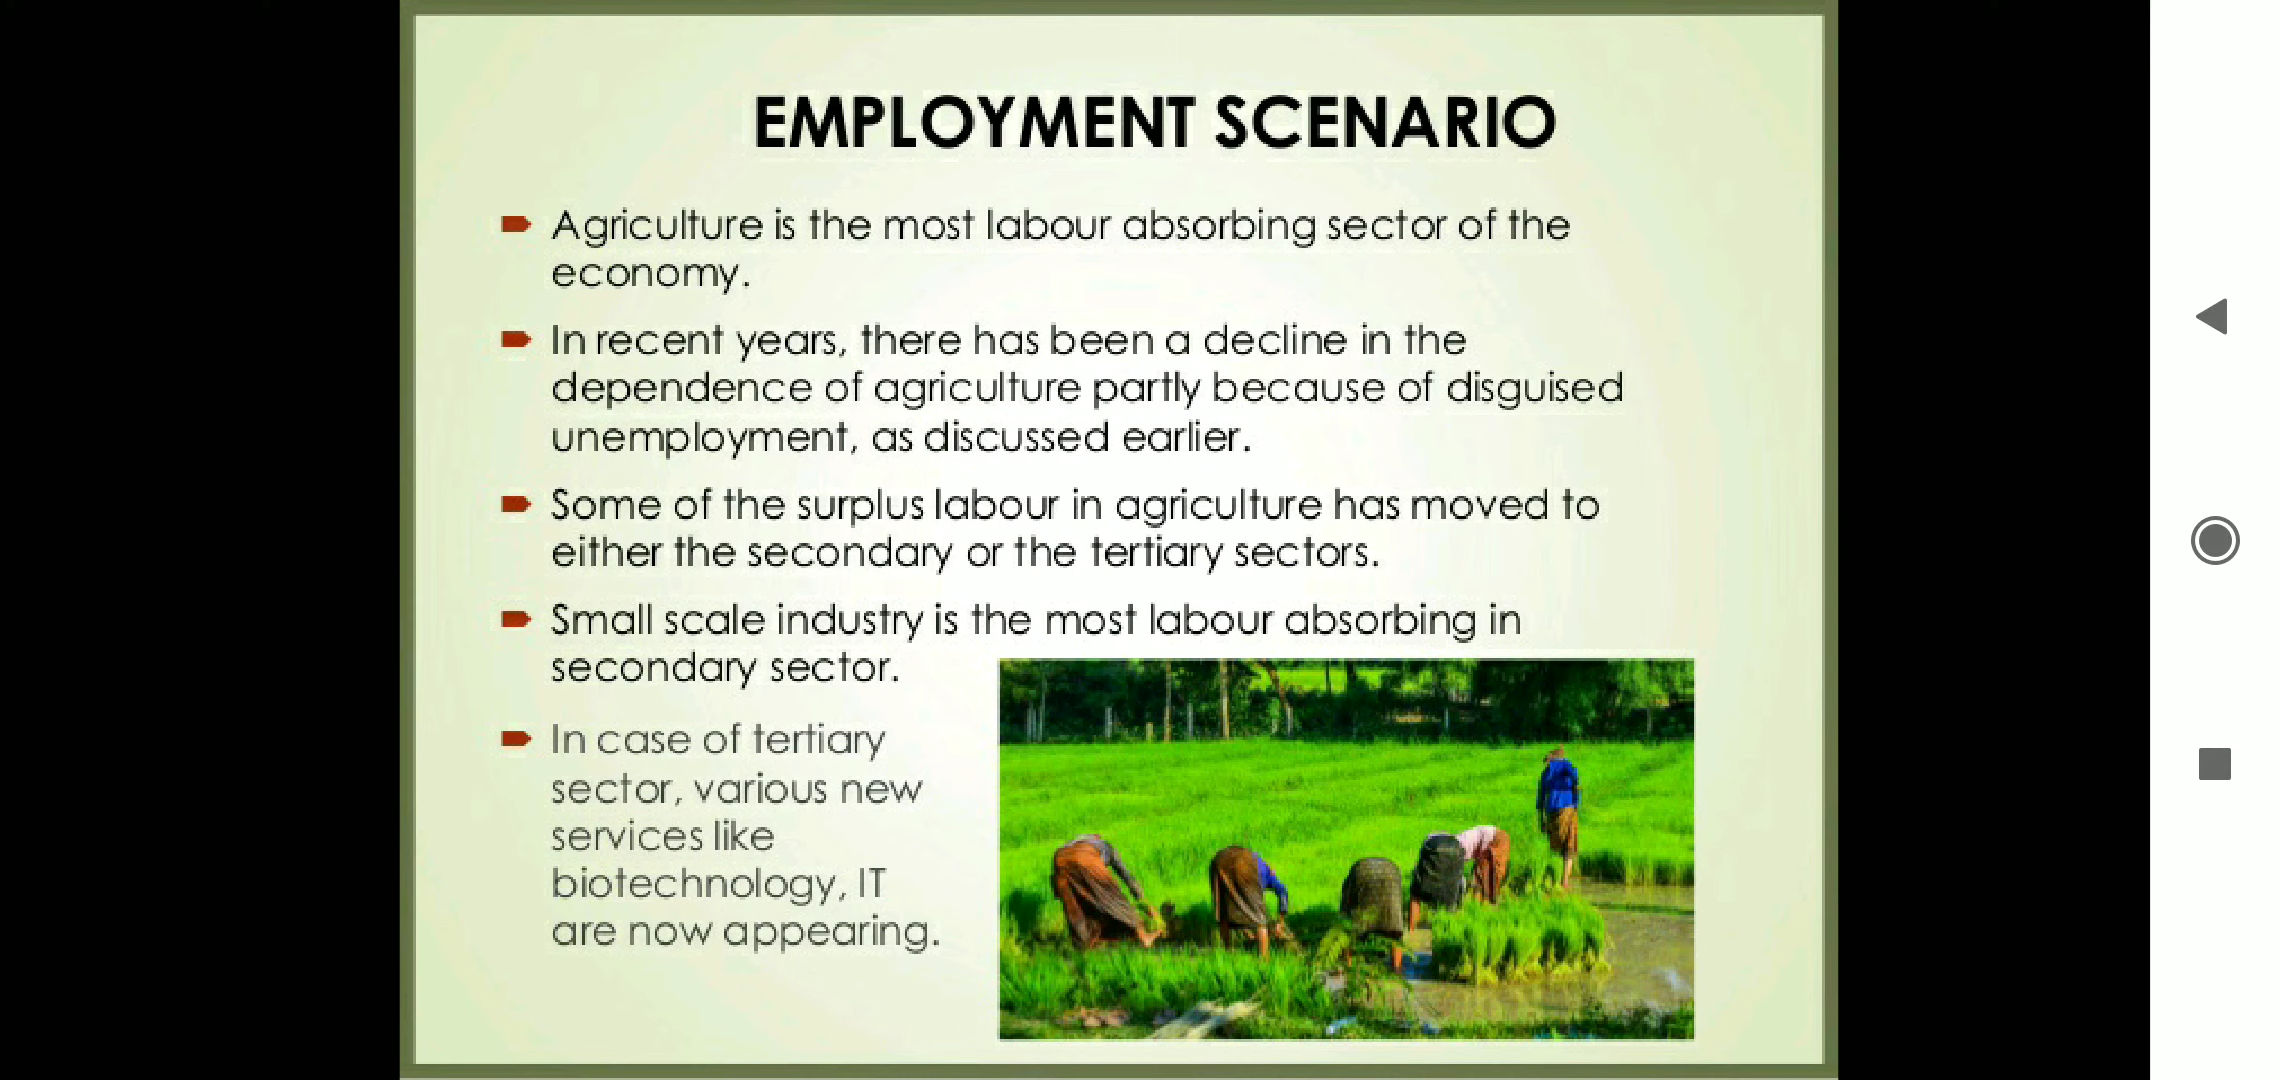 EMPLOYMENT SCENARIO
Agriculture is the most labour absorbing sector of the
economy.
In recent years, there has been a decline in the
dependence of agriculture partly because of disguised
unemployment, as discussed earlier.
Some of the surplus labour in agriculture has moved to
either the secondary or the tertiary sectors.
Small scale industry is the most labour absorbing in
secondary sector.
In case of tertiary
sector, various new
services like
biotechnology, IT
are now appearing.